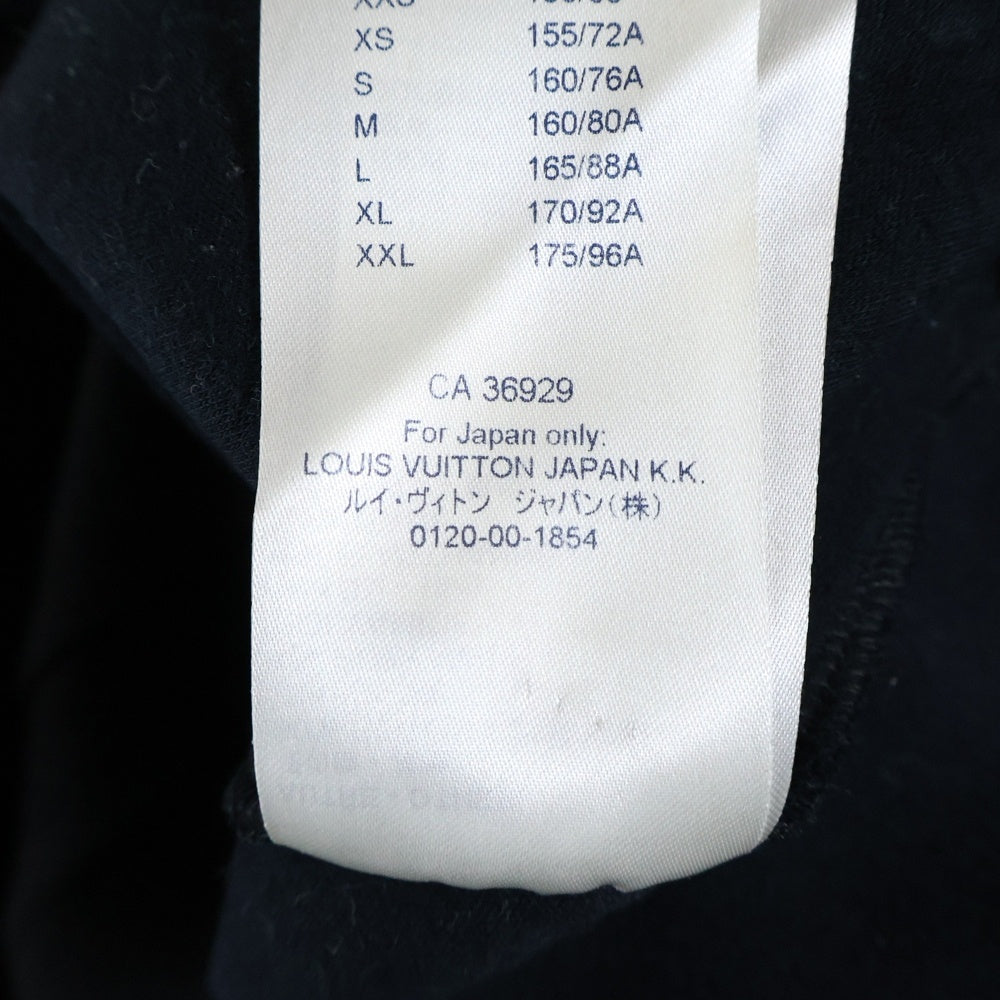 XS 155/72A
S 160/76A
M 160/80A
L 165/88A
XL 170/92A
XXL 175/96A
CA 36929
For Japan only:
LOUIS VUITTON JAPAN K.K.
ルイ・ヴィトン ジャパン(株)
0120-00-1854